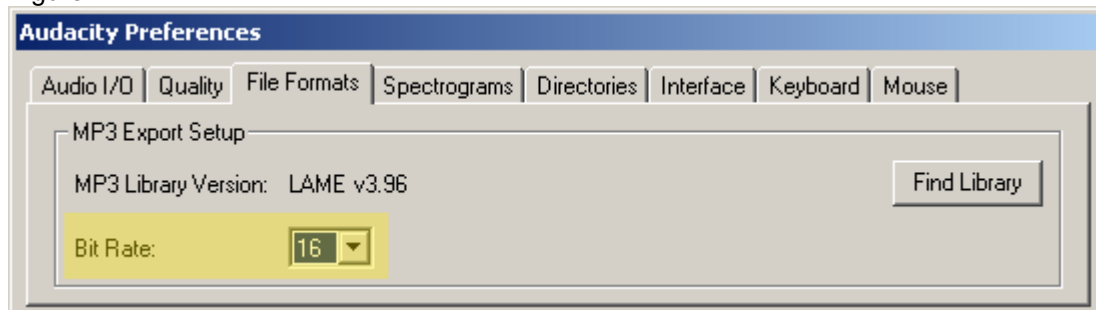 Audacity Preferences
Audio I/O Quality File Formats Spectrograms Directories Interface Keyboard Mouse
MP3 Export Setup
MP3 Library Version: LAME v3.96 Find Library
Bit Rate: 16